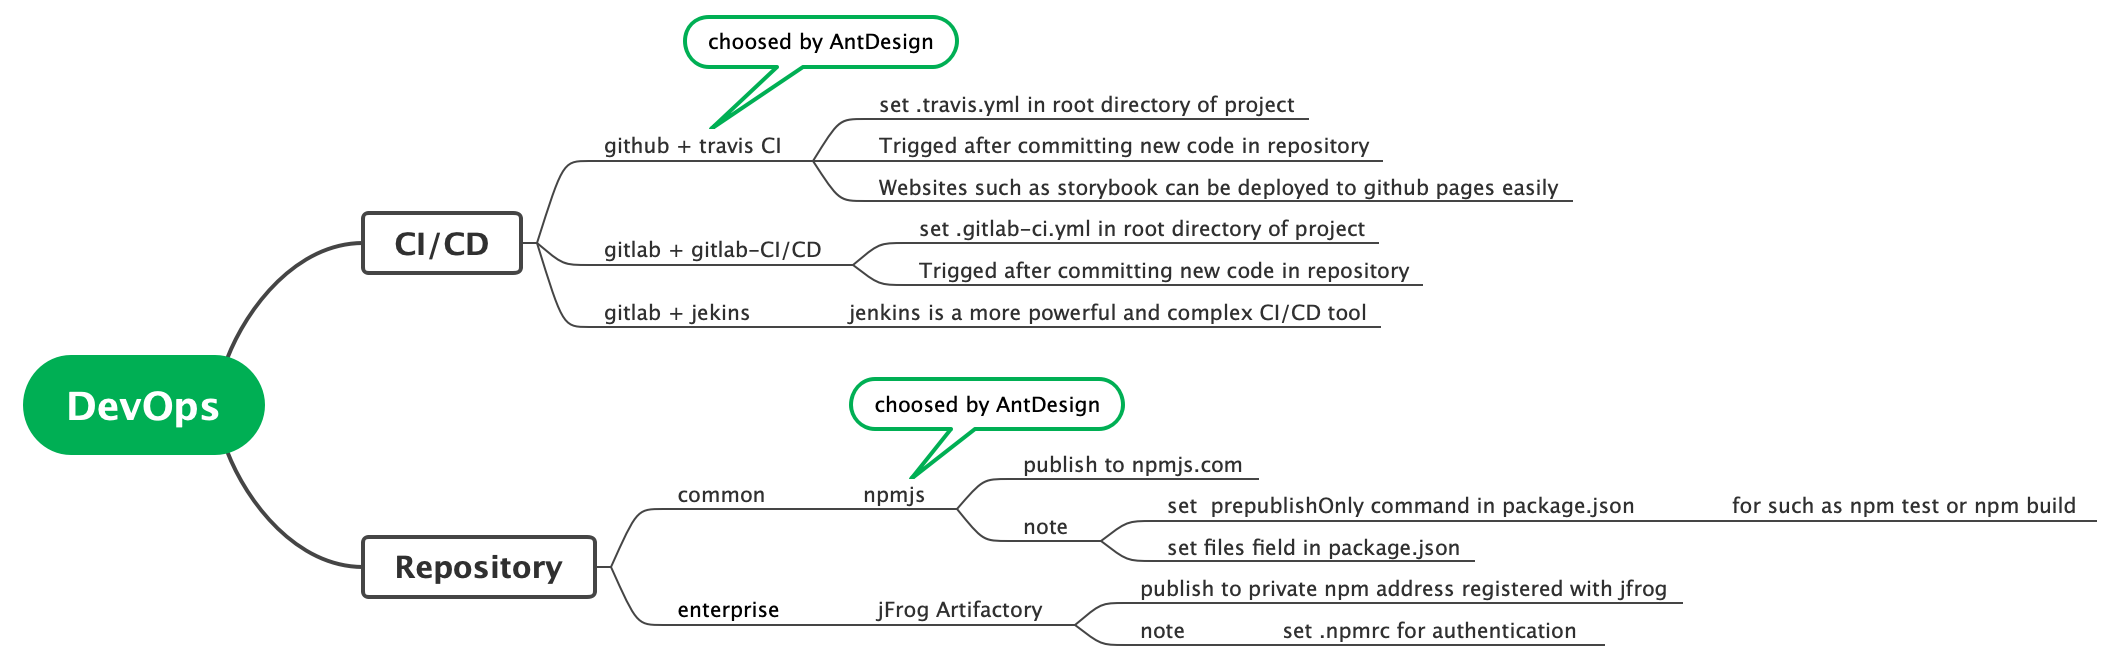 choosed by AntDesign
set .travis.yml in root directory of project
github + travis CI
Trigged after committing new code in repository
Websites such as storybook can be deployed to github pages easily
CI/CD
set .gitlab-ci.yml in root directory of project
gitlab + gitlab-CI/CD
Trigged after committing new code in repository
gitlab + jekins
jenkins is a more powerful and complex CI/CD tool
DevOps
choosed by AntDesign
publish to npmjs.com
common
npmjs
set prepublishOnly command in package.json
for such as npm test or npm build
note
set files field in package.json
Repository
publish to private npm address registered with jfrog
enterprise
jFrog Artifactory
note
set .npmrc for authentication